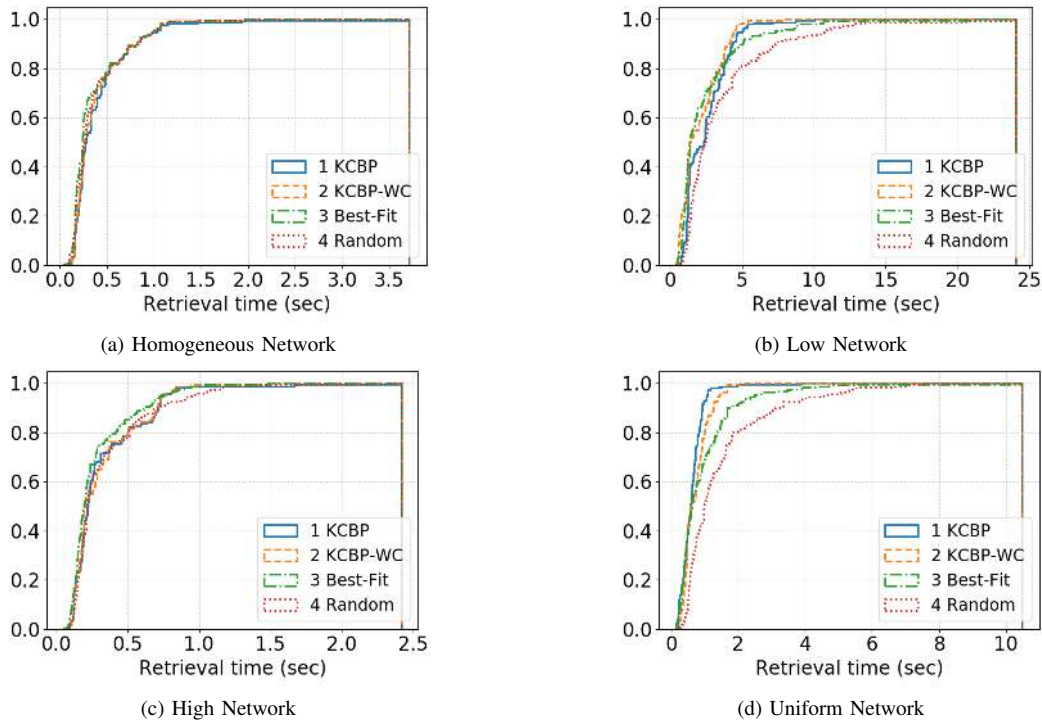 1.0
0.8
0.6
0.4
0.2
0.0
1 KCBP
2 KCBP-WC
3 Best-Fit
4 Random
0.0 0.5 1.0 1.5 2.0 2.5 3.0 3.5
Retrieval time (sec)
(a) Homogeneous Network
1.0
0.8
0.6
0.4
0.2
0.0
1 KCBP
2 KCBP-WC
3 Best-Fit
4 Random
0 5 10 15 20 25
Retrieval time (sec)
(b) Low Network
1.0
0.8
0.6
0.4
0.2
0.0
1 KCBP
2 KCBP-WC
3 Best-Fit
4 Random
0.0 0.5 1.0 1.5 2.0 2.5
Retrieval time (sec)
(c) High Network
1.0
0.8
0.6
0.4
0.2
0.0
1 KCBP
2 KCBP-WC
3 Best-Fit
4 Random
0 2 4 6 8 10
Retrieval time (sec)
(d) Uniform Network